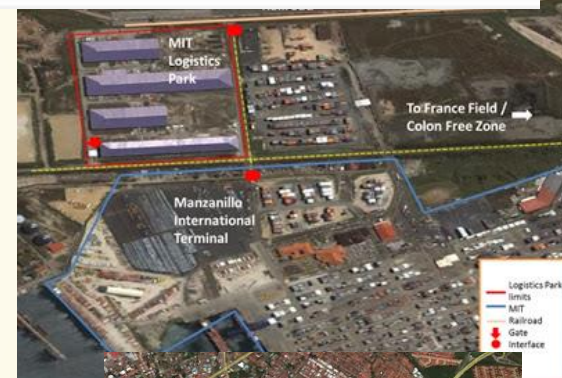 MIT
Logistics
Park
To France Field /
Colon Free Zone
Manzanillo
International
Terminal
Logistics Park
limits
MIT
Railroad
Gate
Interface